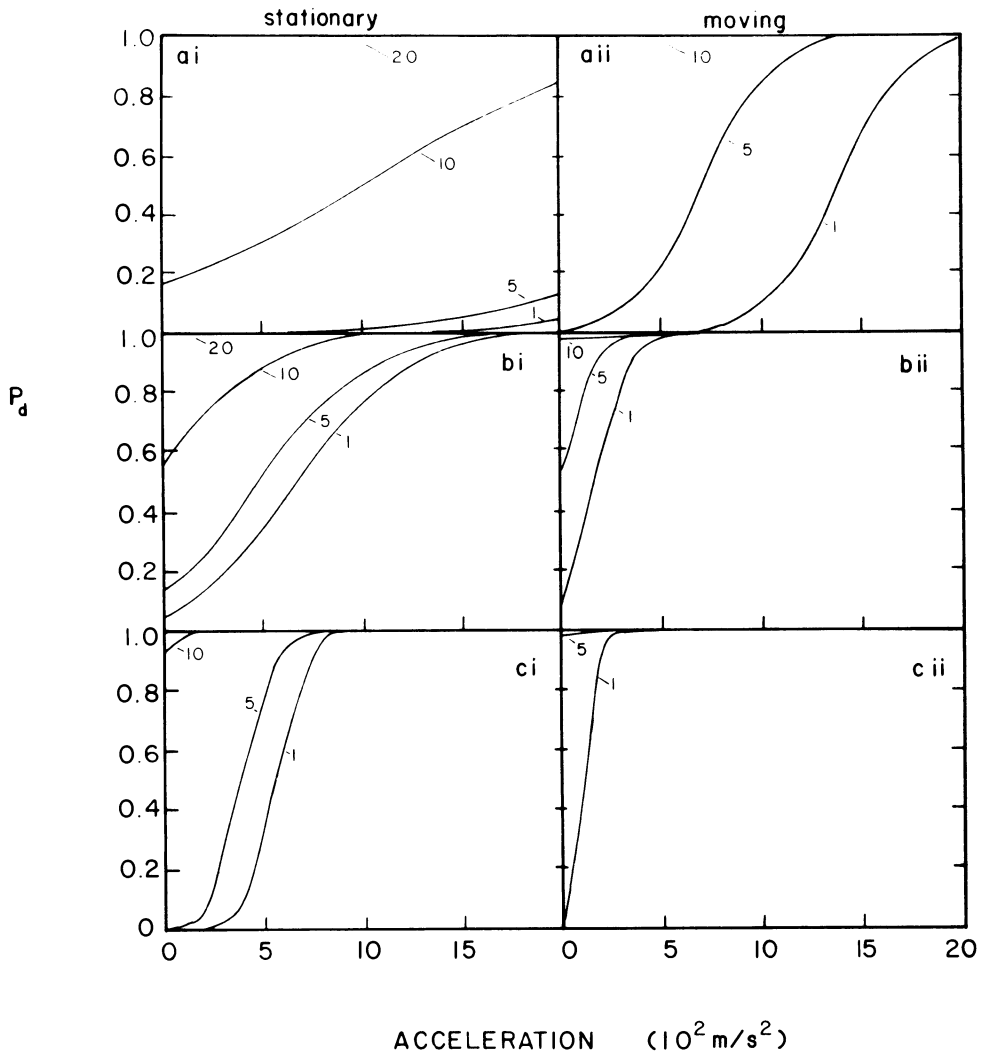 stationary moving
1.0 ai 20 aii 10
0.8
0.6 10 5
0.4
1
0.2
5
1
1.0 20 bi 10 bii
10 5
0.8
5 1 1
0.6
0.4
0.2
1.0 10 ci 5 cii
1
0.8
5
0.6 1
0.4
0.2
0
0 5 10 15 0 5 10 15 20
P_d
ACCELERATION (10² m/s²)